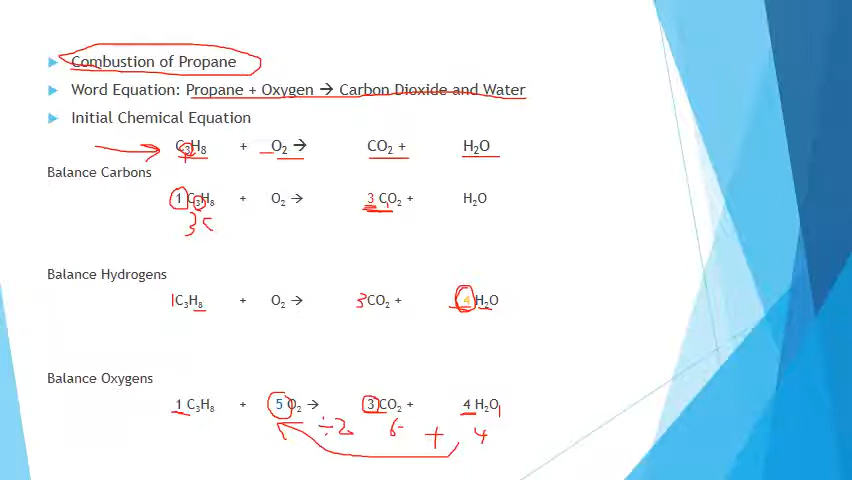 Combustion of Propane
Word Equation: Propane + Oxygen → Carbon Dioxide and Water
Initial Chemical Equation
C₃H₈ + _O₂ → CO₂ + H₂O
Balance Carbons
1 C₃H₈ + O₂ → 3 CO₂ + H₂O
3
Balance Hydrogens
1C₃H₈ + O₂ → 3CO₂ + 4 H₂O
Balance Oxygens
1 C₃H₈ + 5 O₂ → 3 CO₂ + 4 H₂O
÷2 6 + 4